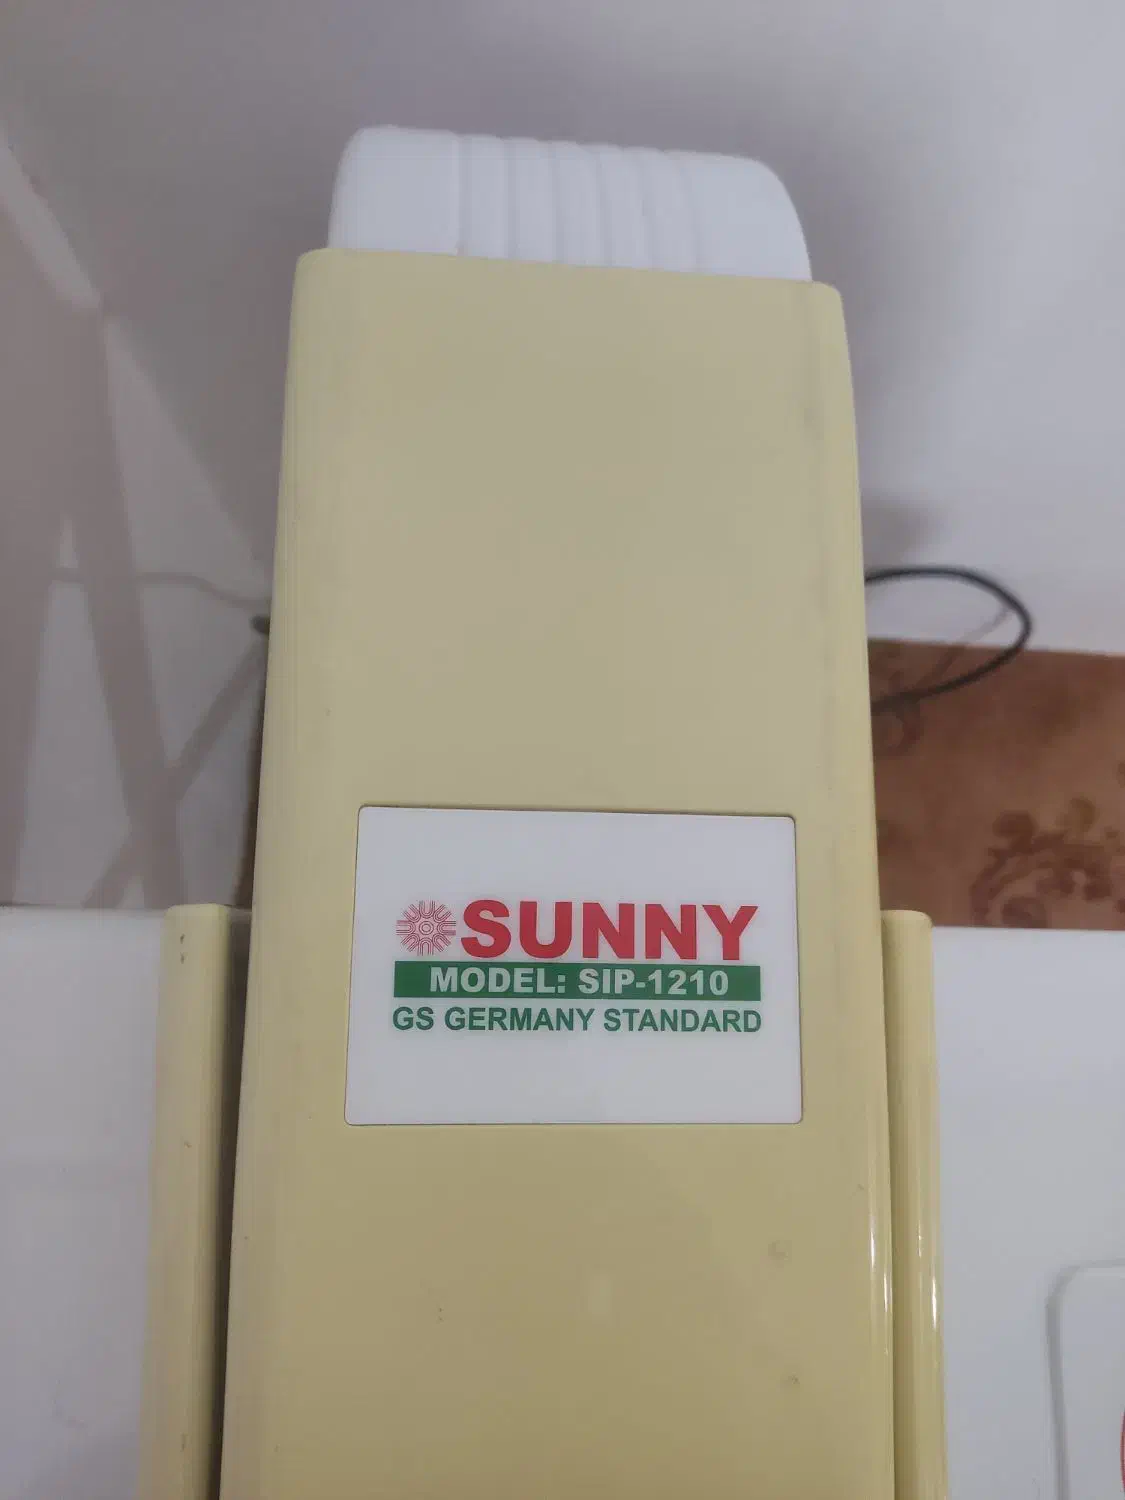 SUNNY
MODEL: SIP-1210
GS GERMANY STANDARD